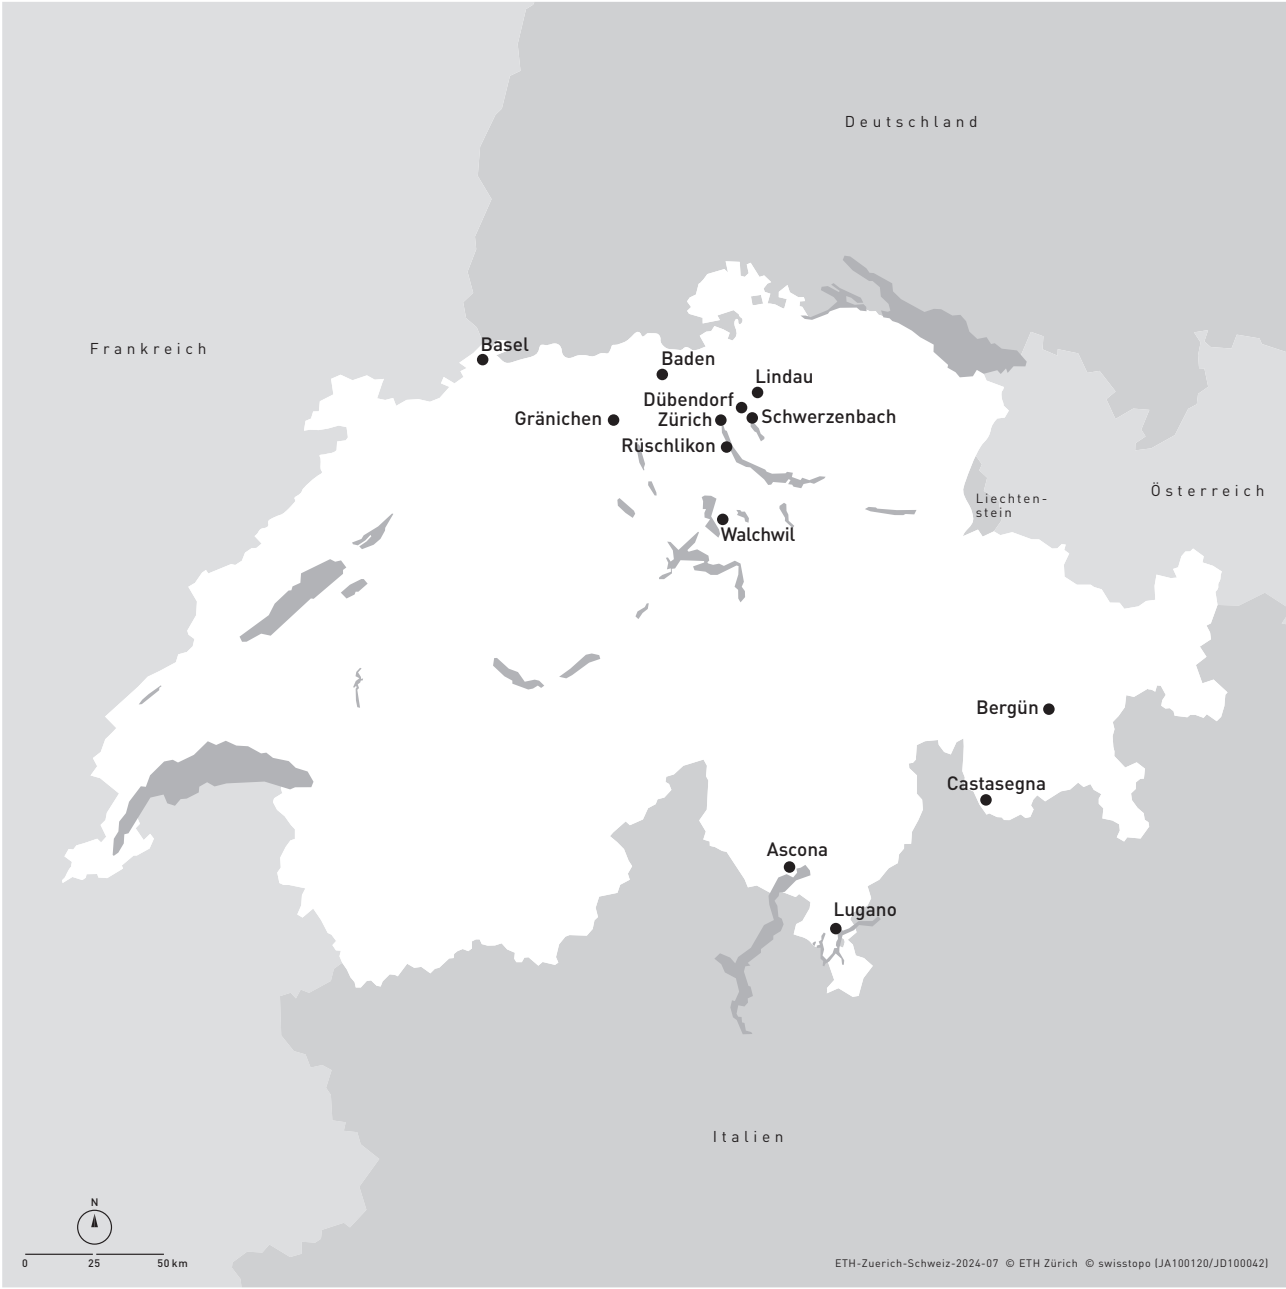 Deutschland
Frankreich
Basel
Baden
Lindau
Dübendorf
Gränichen
Zürich
Schwerzenbach
Rüschlikon
Österreich
Liechten-
stein
Walchwil
Bergün
Castasegna
Ascona
Lugano
Italien
N
0 25 50 km
ETH-Zuerich-Schweiz-2024-07 © ETH Zürich © swisstopo (JA100120/JD100042)